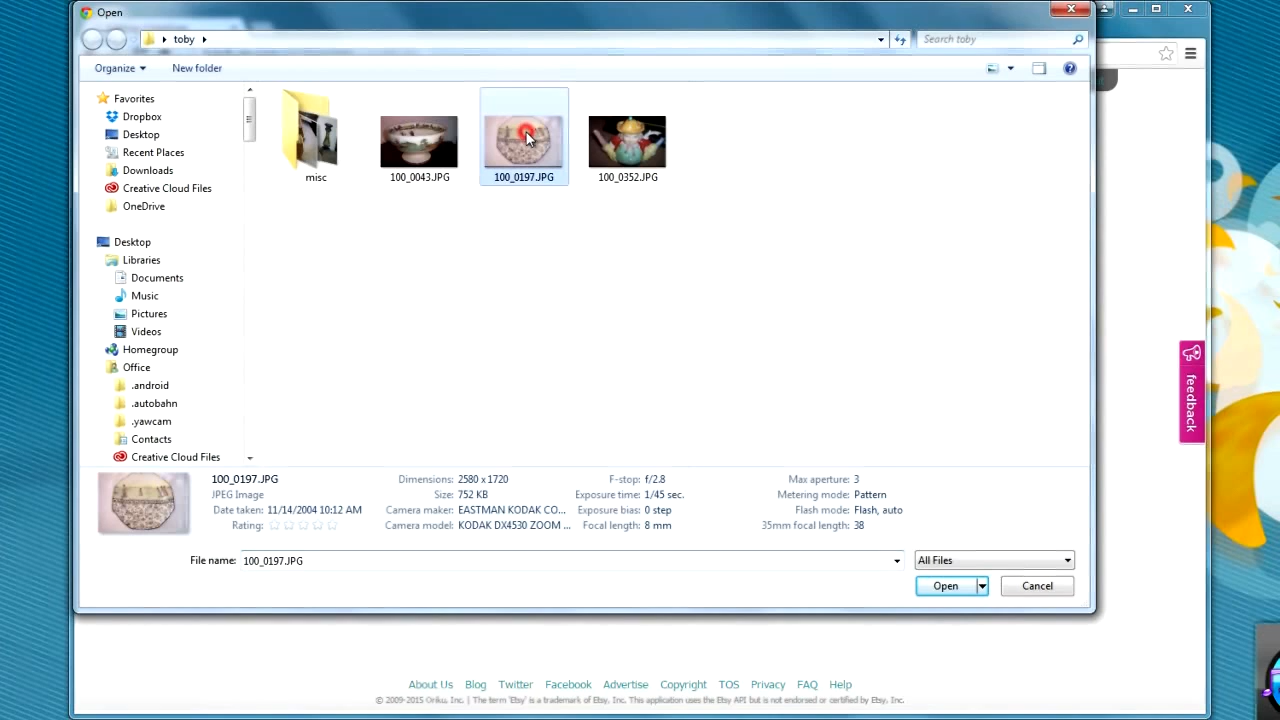 Open
toby
Search toby
Organize
New folder
Favorites
Dropbox
Desktop
Recent Places
Downloads
Creative Cloud Files
OneDrive
Desktop
Libraries
Documents
Music
Pictures
Videos
Homegroup
Office
.android
.autobahn
.yawcam
Contacts
Creative Cloud Files
misc
100_0043.JPG
100_0197.JPG
100_0352.JPG
feedback
100_0197.JPG
JPEG Image
Date taken: 11/14/2004 10:12 AM
Rating:
Dimensions: 2580 x 1720
Size: 752 KB
Camera maker: EASTMAN KODAK CO...
Camera model: KODAK DX4530 ZOOM ...
F-stop: f/2.8
Exposure time: 1/45 sec.
Exposure bias: 0 step
Focal length: 8 mm
Max aperture: 3
Metering mode: Pattern
Flash mode: Flash, auto
35mm focal length: 38
File name: 100_0197.JPG
All Files
Open
Cancel
About Us Blog Twitter Facebook Advertise Copyright TOS Privacy FAQ Help
© 2009-2015 Oriku, Inc. | The term 'Etsy' is a trademark of Etsy, Inc. This application uses the Etsy API but is not endorsed or certified by Etsy, Inc.